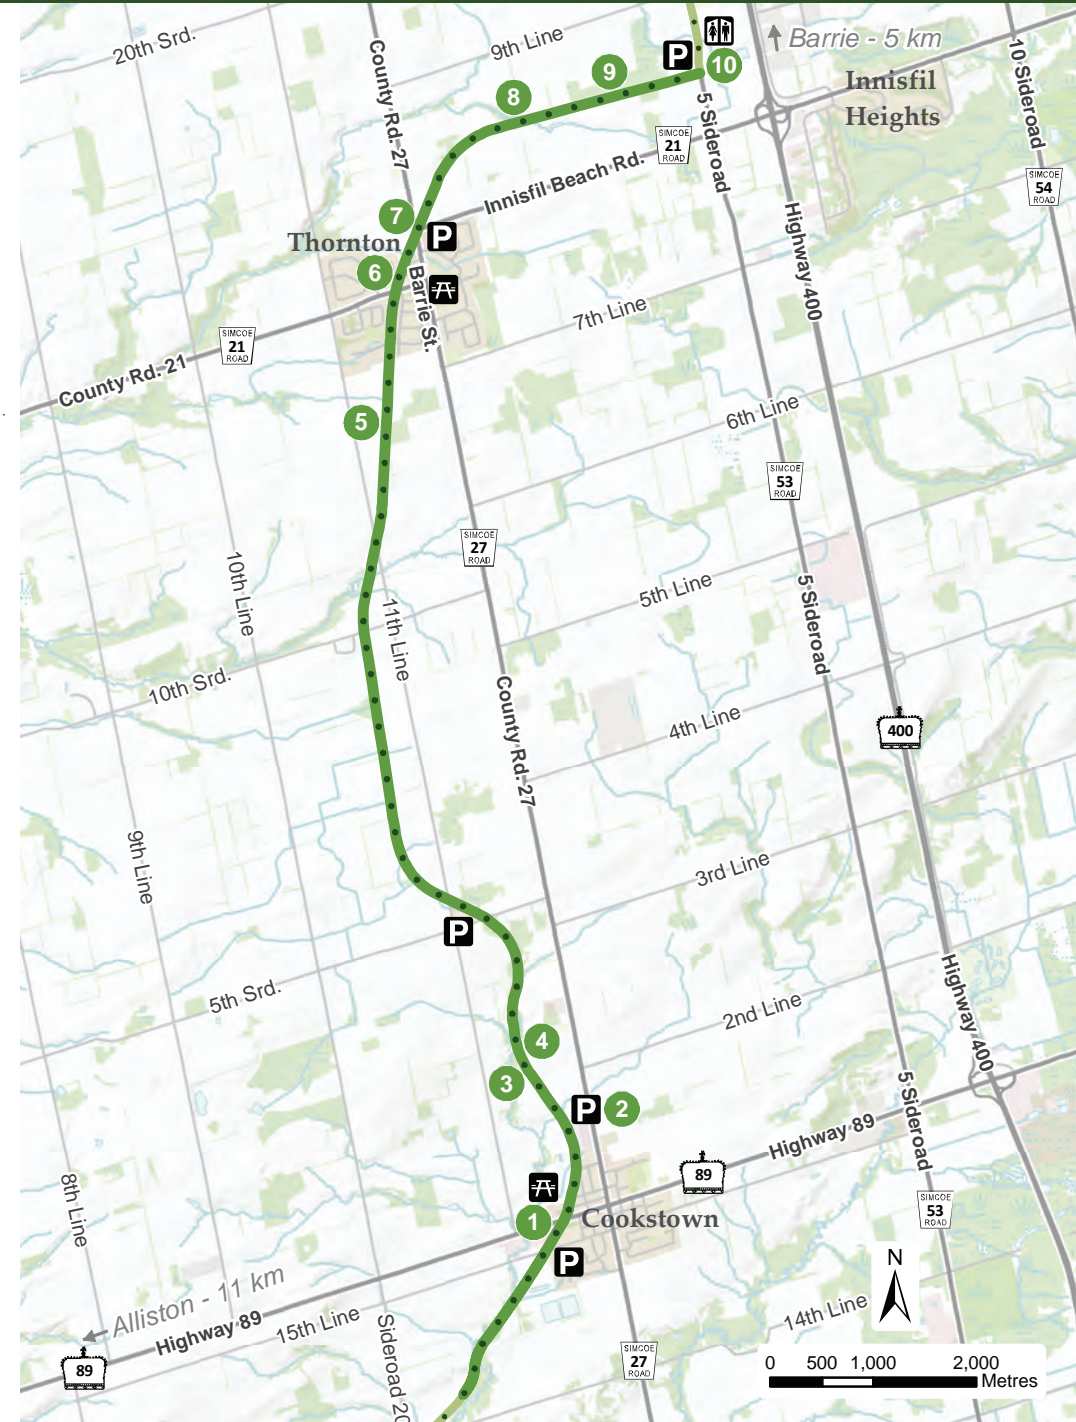 20th Srd.
County Rd. 27
9th Line
P
10
Barrie - 5 km
Innisfil
Heights
10 Sideroad
9
8
5 Sideroad
SIMCOE
21
ROAD
Innisfil Beach Rd.
SIMCOE
54
ROAD
7
Thornton
P
6
Barrie St.
Highway 400
7th Line
SIMCOE
21
ROAD
County Rd. 21
5
6th Line
SIMCOE
53
ROAD
SIMCOE
27
ROAD
10th Line
11th Line
5th Line
5 Sideroad
10th Srd.
County Rd. 27
4th Line
400
9th Line
3rd Line
P
Highway 400
5th Srd.
2nd Line
4
3
P
2
5 Sideroad
Highway 89
89
8th Line
1
Cookstown
SIMCOE
53
ROAD
P
N
Alliston - 11 km
Highway 89
15th Line
Sideroad 20
14th Line
89
SIMCOE
27
ROAD
0 500 1,000 2,000
Metres